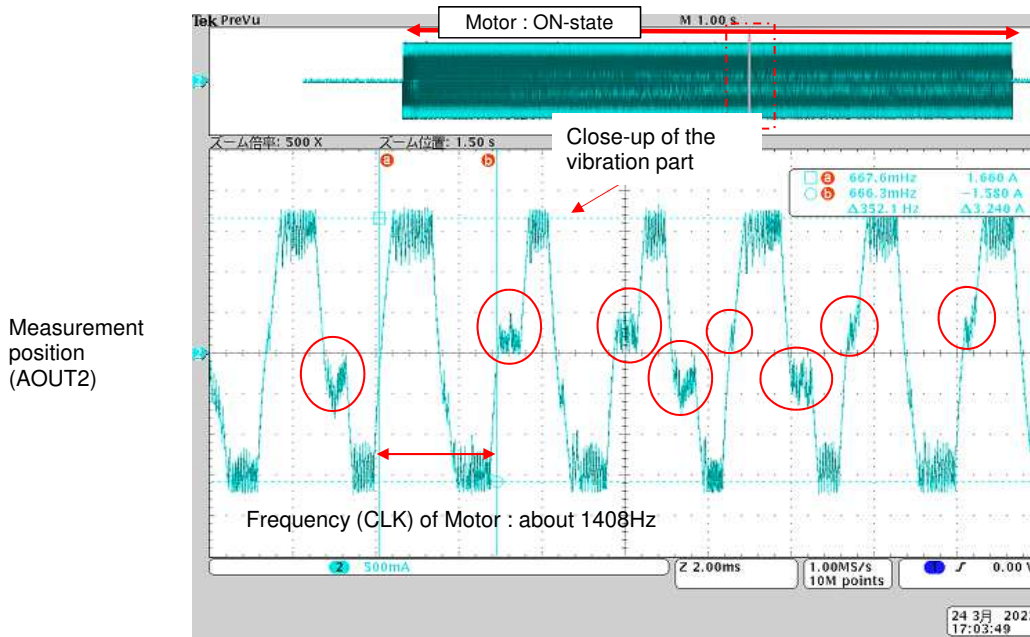 Tek PreVu
Motor : ON-state
M 1.00 s
2
ズーム倍率: 500 X
ズーム位置: 1.50 s
Close-up of the
vibration part
a
b
a 667.6mHz 1.660 A
b 666.3mHz −1.580 A
Δ352.1 Hz Δ3.240 A
Measurement
position
(AOUT2)
2
Frequency (CLK) of Motor : about 1408Hz
2 500mA
Z 2.00ms
1.00MS/s
10M points
1
0.00 V
24 3月 202
17:03:49